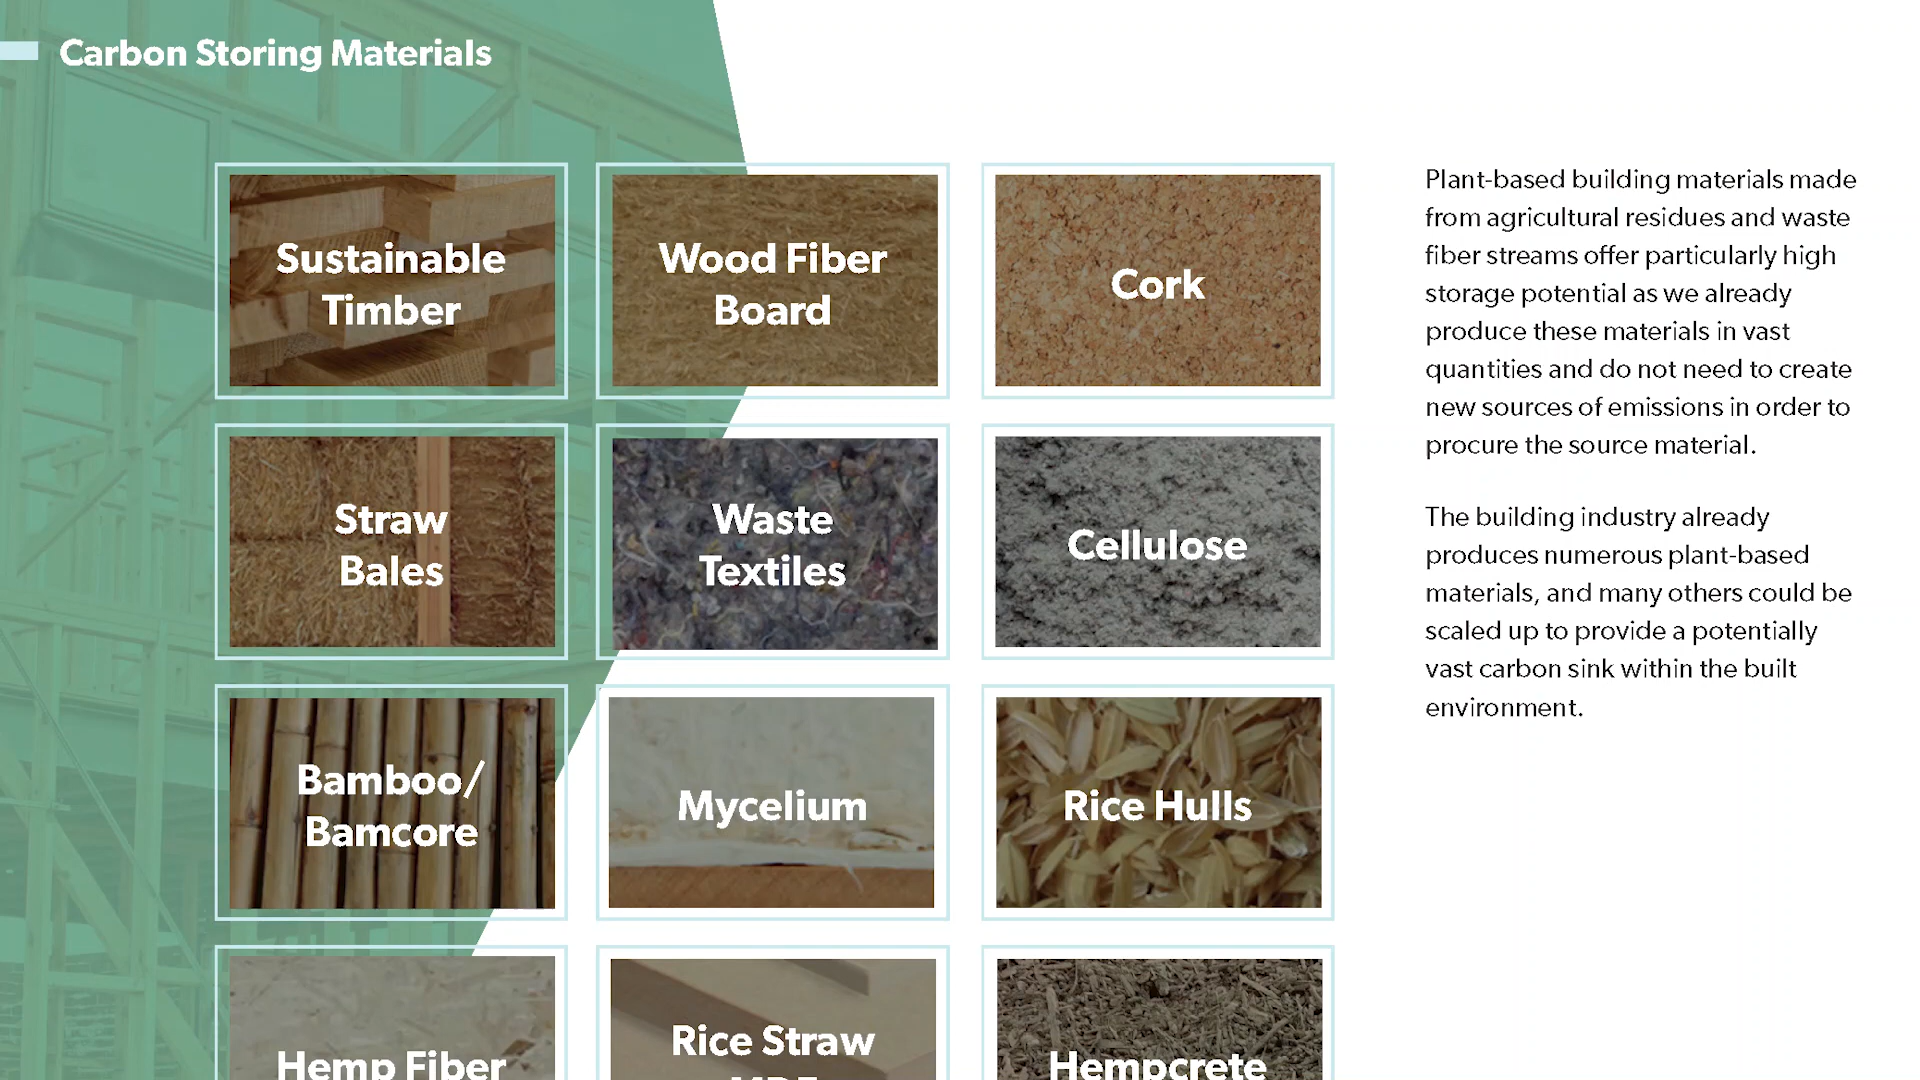 Carbon Storing Materials
Sustainable
Timber
Wood Fiber
Board
Cork
Straw
Bales
Waste
Textiles
Cellulose
Bamboo/
Bamcore
Mycelium
Rice Hulls
Hemp Fiber
Rice Straw
Hempcrete
Plant-based building materials made
from agricultural residues and waste
fiber streams offer particularly high
storage potential as we already
produce these materials in vast
quantities and do not need to create
new sources of emissions in order to
procure the source material.
The building industry already
produces numerous plant-based
materials, and many others could be
scaled up to provide a potentially
vast carbon sink within the built
environment.